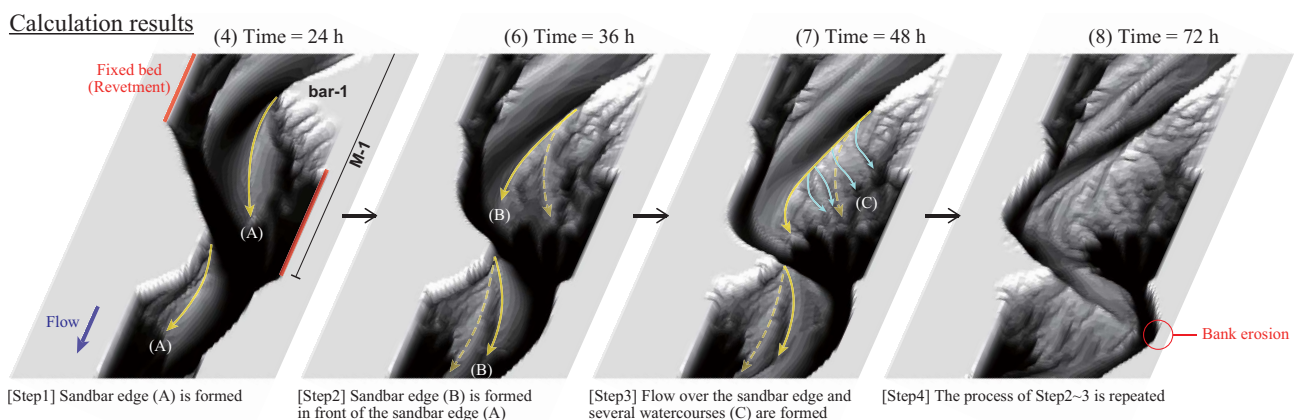 Calculation results
(4) Time = 24 h
(6) Time = 36 h
(7) Time = 48 h
(8) Time = 72 h
Fixed bed
(Revetment)
bar-1
M-1
(A)
(A)
Flow
(B)
(B)
(C)
Bank erosion
[Step1] Sandbar edge (A) is formed
[Step2] Sandbar edge (B) is formed
in front of the sandbar edge (A)
[Step3] Flow over the sandbar edge and
several watercourses (C) are formed
[Step4] The process of Step2~3 is repeated